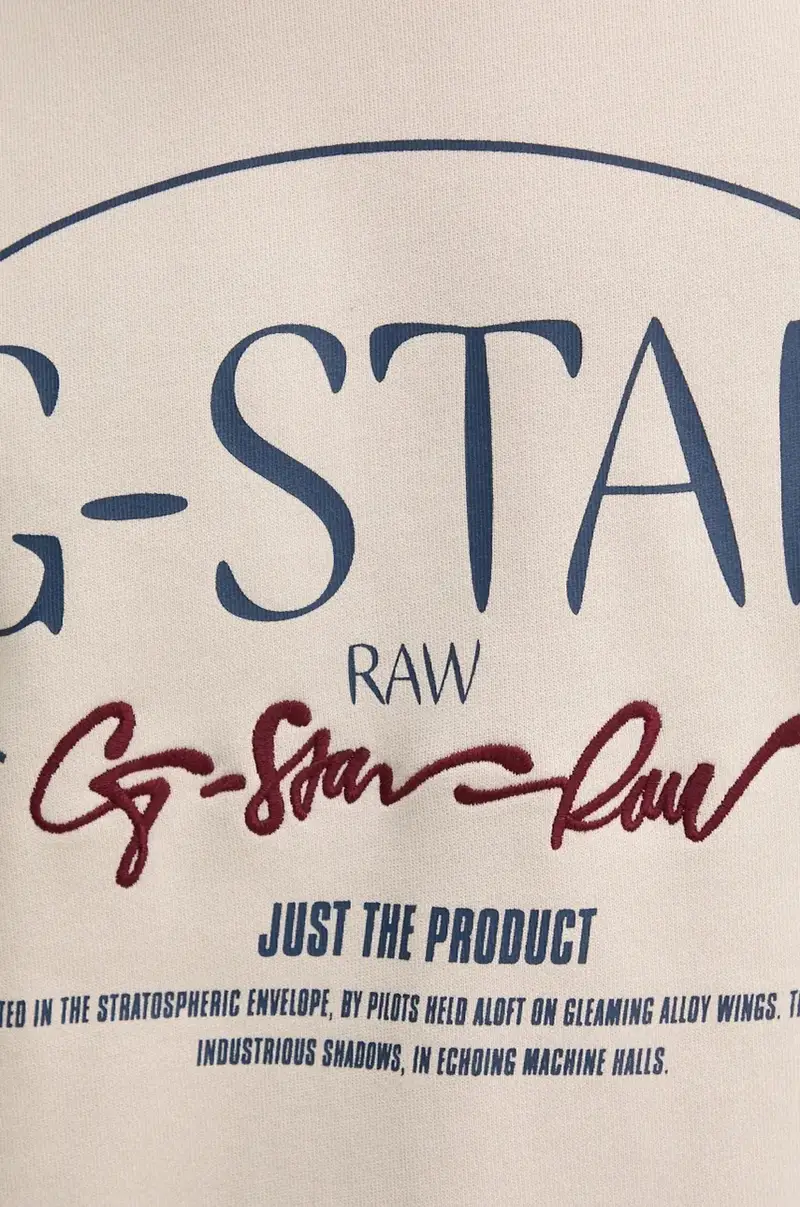 G-STAR
RAW
G-Star Raw
JUST THE PRODUCT
TED IN THE STRATOSPHERIC ENVELOPE, BY PILOTS HELD ALOFT ON GLEAMING ALLOY WINGS.
INDUSTRIOUS SHADOWS, IN ECHOING MACHINE HALLS.